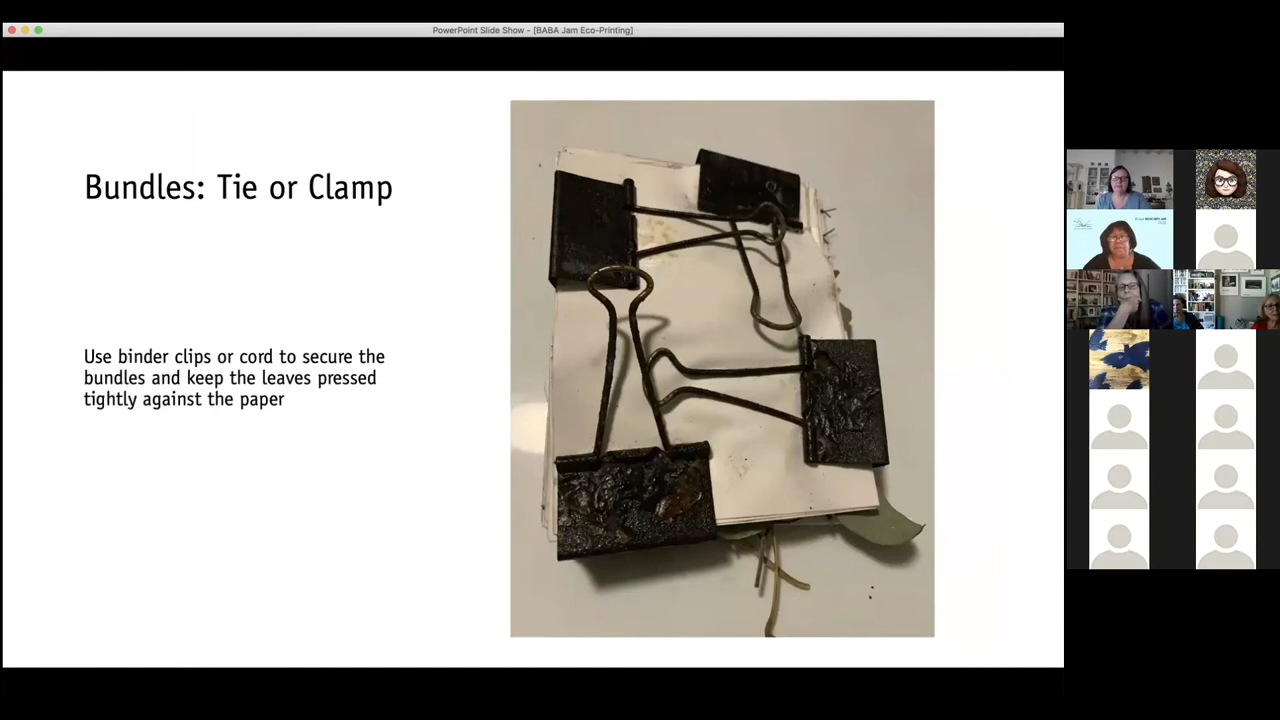 PowerPoint Slide Show - [BABA Jam Eco-Printing]
Bundles: Tie or Clamp
Use binder clips or cord to secure the
bundles and keep the leaves pressed
tightly against the paper